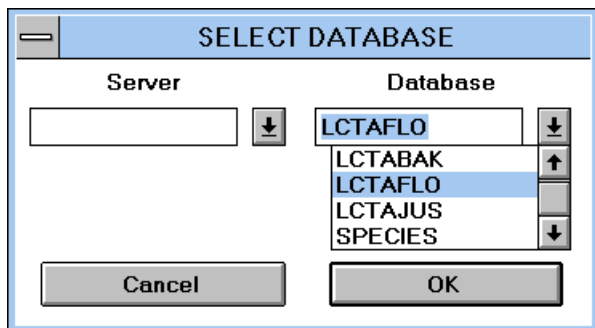 SELECT DATABASE
Server Database
LCTAFLO
LCTABAK
LCTAFLO
LCTAJUS
SPECIES
Cancel OK